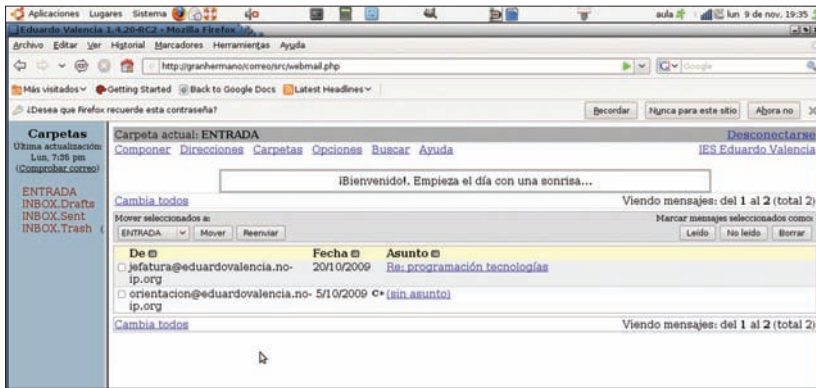 Aplicaciones Lugares Sistema aula lun 9 de nov, 19:35
Eduardo Valencia 1.4.20-RC2 - Mozilla Firefox
Archivo Editar Ver Historial Marcadores Herramientas Ayuda
http://granhermano/correo/src/webmail.php Google
Más visitados Getting Started Back to Google Docs Latest Headlines
¿Desea que Firefox recuerde esta contraseña? Recordar Nunca para este sitio Ahora no
Carpetas
Última actualización:
Lun, 7:35 pm
(Comprobar correo)
ENTRADA
INBOX.Drafts
INBOX.Sent
INBOX.Trash (
Carpeta actual: ENTRADA Desconectarse
Componer Direcciones Carpetas Opciones Buscar Ayuda IES Eduardo Valencia
¡Bienvenido!, Empieza el día con una sonrisa...
Cambia todos Viendo mensajes: del 1 al 2 (total 2)
Mover seleccionados a: Marcar mensajes seleccionados como:
ENTRADA Mover Reenviar Leído No leído Borrar
De Fecha Asunto
jefatura@eduardovalencia.no-ip.org 20/10/2009 Re: programación tecnologías
orientacion@eduardovalencia.no-ip.org 5/10/2009 C+ (sin asunto)
Cambia todos Viendo mensajes: del 1 al 2 (total 2)